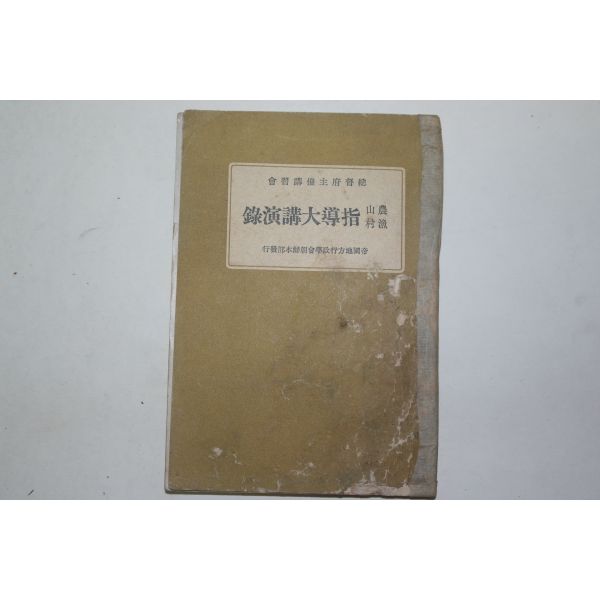 總督府主催講習會
農漁山村指導大講演錄
帝國地方行政學會朝鮮本部發行